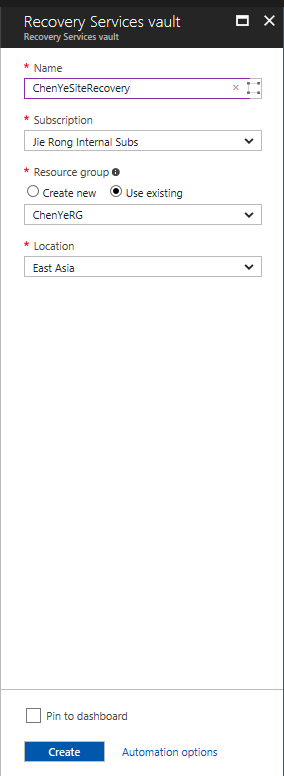 Recovery Services vault
Recovery Services vault
* Name
ChenYeSiteRecovery
* Subscription
Jie Rong Internal Subs
* Resource group
Create new Use existing
ChenYeRG
* Location
East Asia
Pin to dashboard
Create Automation options